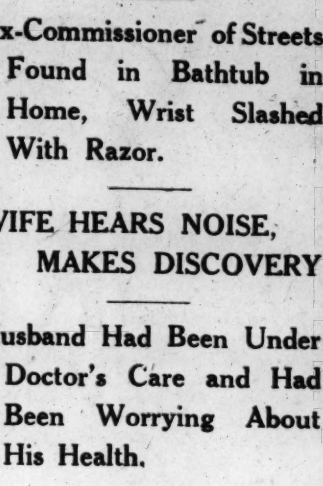 x-Commissioner of Streets
Found in Bathtub in
Home, Wrist Slashed
With Razor.
IFE HEARS NOISE,
MAKES DISCOVERY
usband Had Been Under
Doctor's Care and Had
Been Worrying About
His Health.